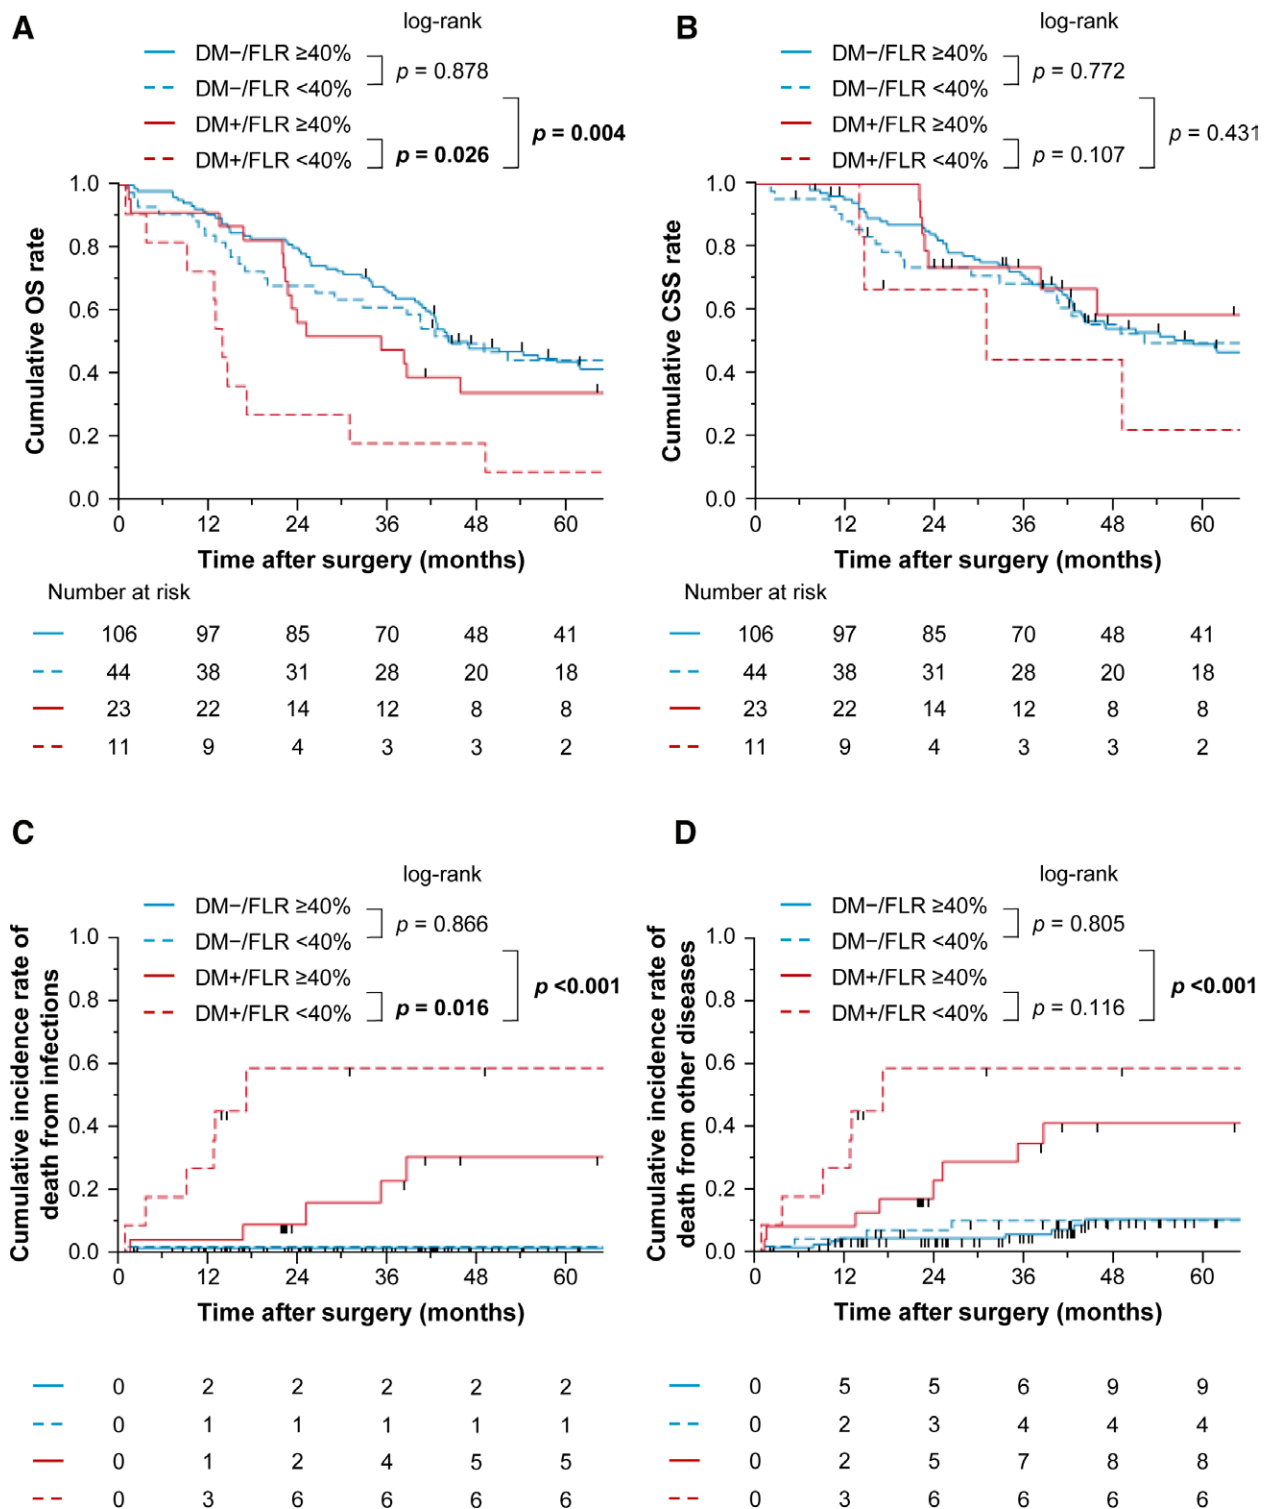 A
log-rank
DM−/FLR ≥40%
DM−/FLR <40%
p = 0.878
DM+/FLR ≥40%
DM+/FLR <40%
p = 0.026
p = 0.004
Cumulative OS rate
1.0
0.8
0.6
0.4
0.2
0.0
0 12 24 36 48 60
Time after surgery (months)
Number at risk
106 97 85 70 48 41
44 38 31 28 20 18
23 22 14 12 8 8
11 9 4 3 3 2
B
log-rank
DM−/FLR ≥40%
DM−/FLR <40%
p = 0.772
DM+/FLR ≥40%
DM+/FLR <40%
p = 0.107
p = 0.431
Cumulative CSS rate
1.0
0.8
0.6
0.4
0.2
0.0
0 12 24 36 48 60
Time after surgery (months)
Number at risk
106 97 85 70 48 41
44 38 31 28 20 18
23 22 14 12 8 8
11 9 4 3 3 2
C
log-rank
DM−/FLR ≥40%
DM−/FLR <40%
p = 0.866
DM+/FLR ≥40%
DM+/FLR <40%
p = 0.016
p <0.001
Cumulative incidence rate of
death from infections
1.0
0.8
0.6
0.4
0.2
0.0
0 12 24 36 48 60
Time after surgery (months)
0 2 2 2 2 2
0 1 1 1 1 1
0 1 2 4 5 5
0 3 6 6 6 6
D
log-rank
DM−/FLR ≥40%
DM−/FLR <40%
p = 0.805
DM+/FLR ≥40%
DM+/FLR <40%
p = 0.116
p <0.001
Cumulative incidence rate of
death from other diseases
1.0
0.8
0.6
0.4
0.2
0.0
0 12 24 36 48 60
Time after surgery (months)
0 5 5 6 9 9
0 2 3 4 4 4
0 2 5 7 8 8
0 3 6 6 6 6